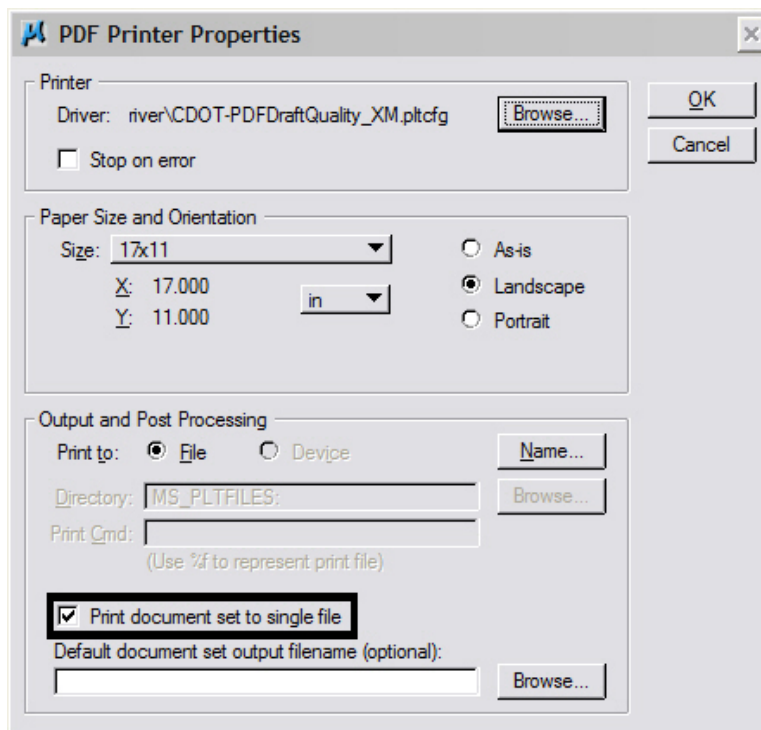 PDF Printer Properties
Printer
Driver: river\CDOT-PDFDraftQuality_XM.pltcfg Browse...
Stop on error
OK
Cancel
Paper Size and Orientation
Size: 17x11
X: 17.000
Y: 11.000
in
As-is
Landscape
Portrait
Output and Post Processing
Print to: File Device Name...
Directory: MS_PLTFILES: Browse...
Print Cmd:
(Use %f to represent print file)
Print document set to single file
Default document set output filename (optional):
Browse...